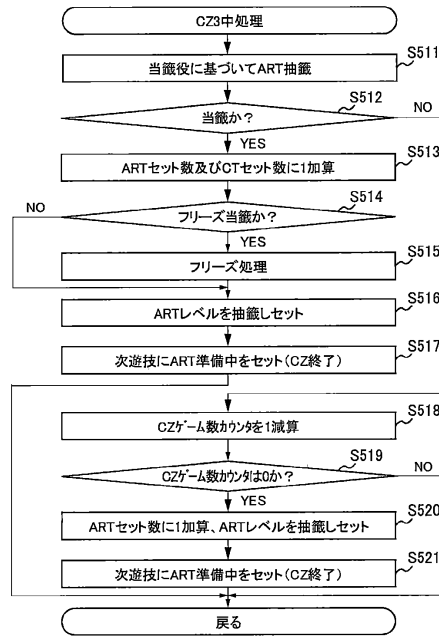 CZ3中処理
S511
当籤役に基づいてART抽籤
S512
当籤か？
NO
YES
S513
ARTセット数及びCTセット数に1加算
S514
NO
フリーズ当籤か？
YES
S515
フリーズ処理
S516
ARTレベルを抽籤しセット
S517
次遊技にART準備中をセット(CZ終了)
S518
CZｹﾞｰﾑ数カウンタを1減算
S519
CZｹﾞｰﾑ数カウンタは0か？
NO
YES
S520
ARTセット数に1加算、ARTレベルを抽籤しセット
S521
次遊技にART準備中をセット(CZ終了)
戻る